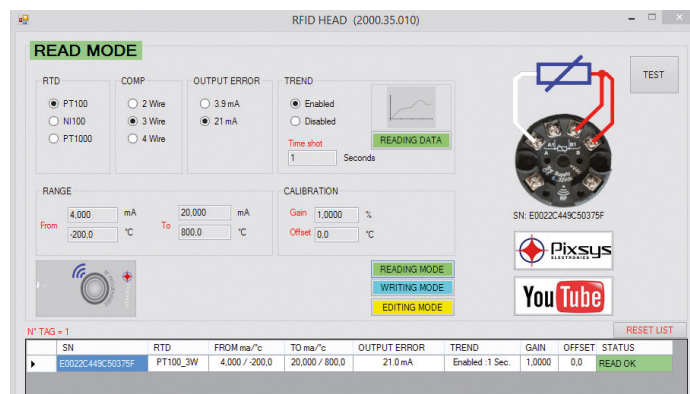 RFID HEAD (2000.35.010)
READ MODE
TEST
RTD
PT100
NI100
PT1000
COMP
2 Wire
3 Wire
4 Wire
OUTPUT ERROR
3.9 mA
21 mA
TREND
Enabled
Disabled
Time shot
1 Seconds
READING DATA
A1 B1
A B
RF
SN: E0022C449C50375F
RANGE
From
4,000 mA
-200,0 °C
To
20,000 mA
800,0 °C
CALIBRATION
Gain 1,0000 %
Offset 0,0 °C
READING MODE
WRITING MODE
EDITING MODE
Pixsys
ELECTRONICS
You Tube
N° TAG = 1
RESET LIST
SN RTD FROM ma/°c TO ma/°c OUTPUT ERROR TREND GAIN OFFSET STATUS
E0022C449C50375F PT100_3W 4,000 / -200,0 20,000 / 800,0 21.0 mA Enabled :1 Sec. 1,0000 0,0 READ OK